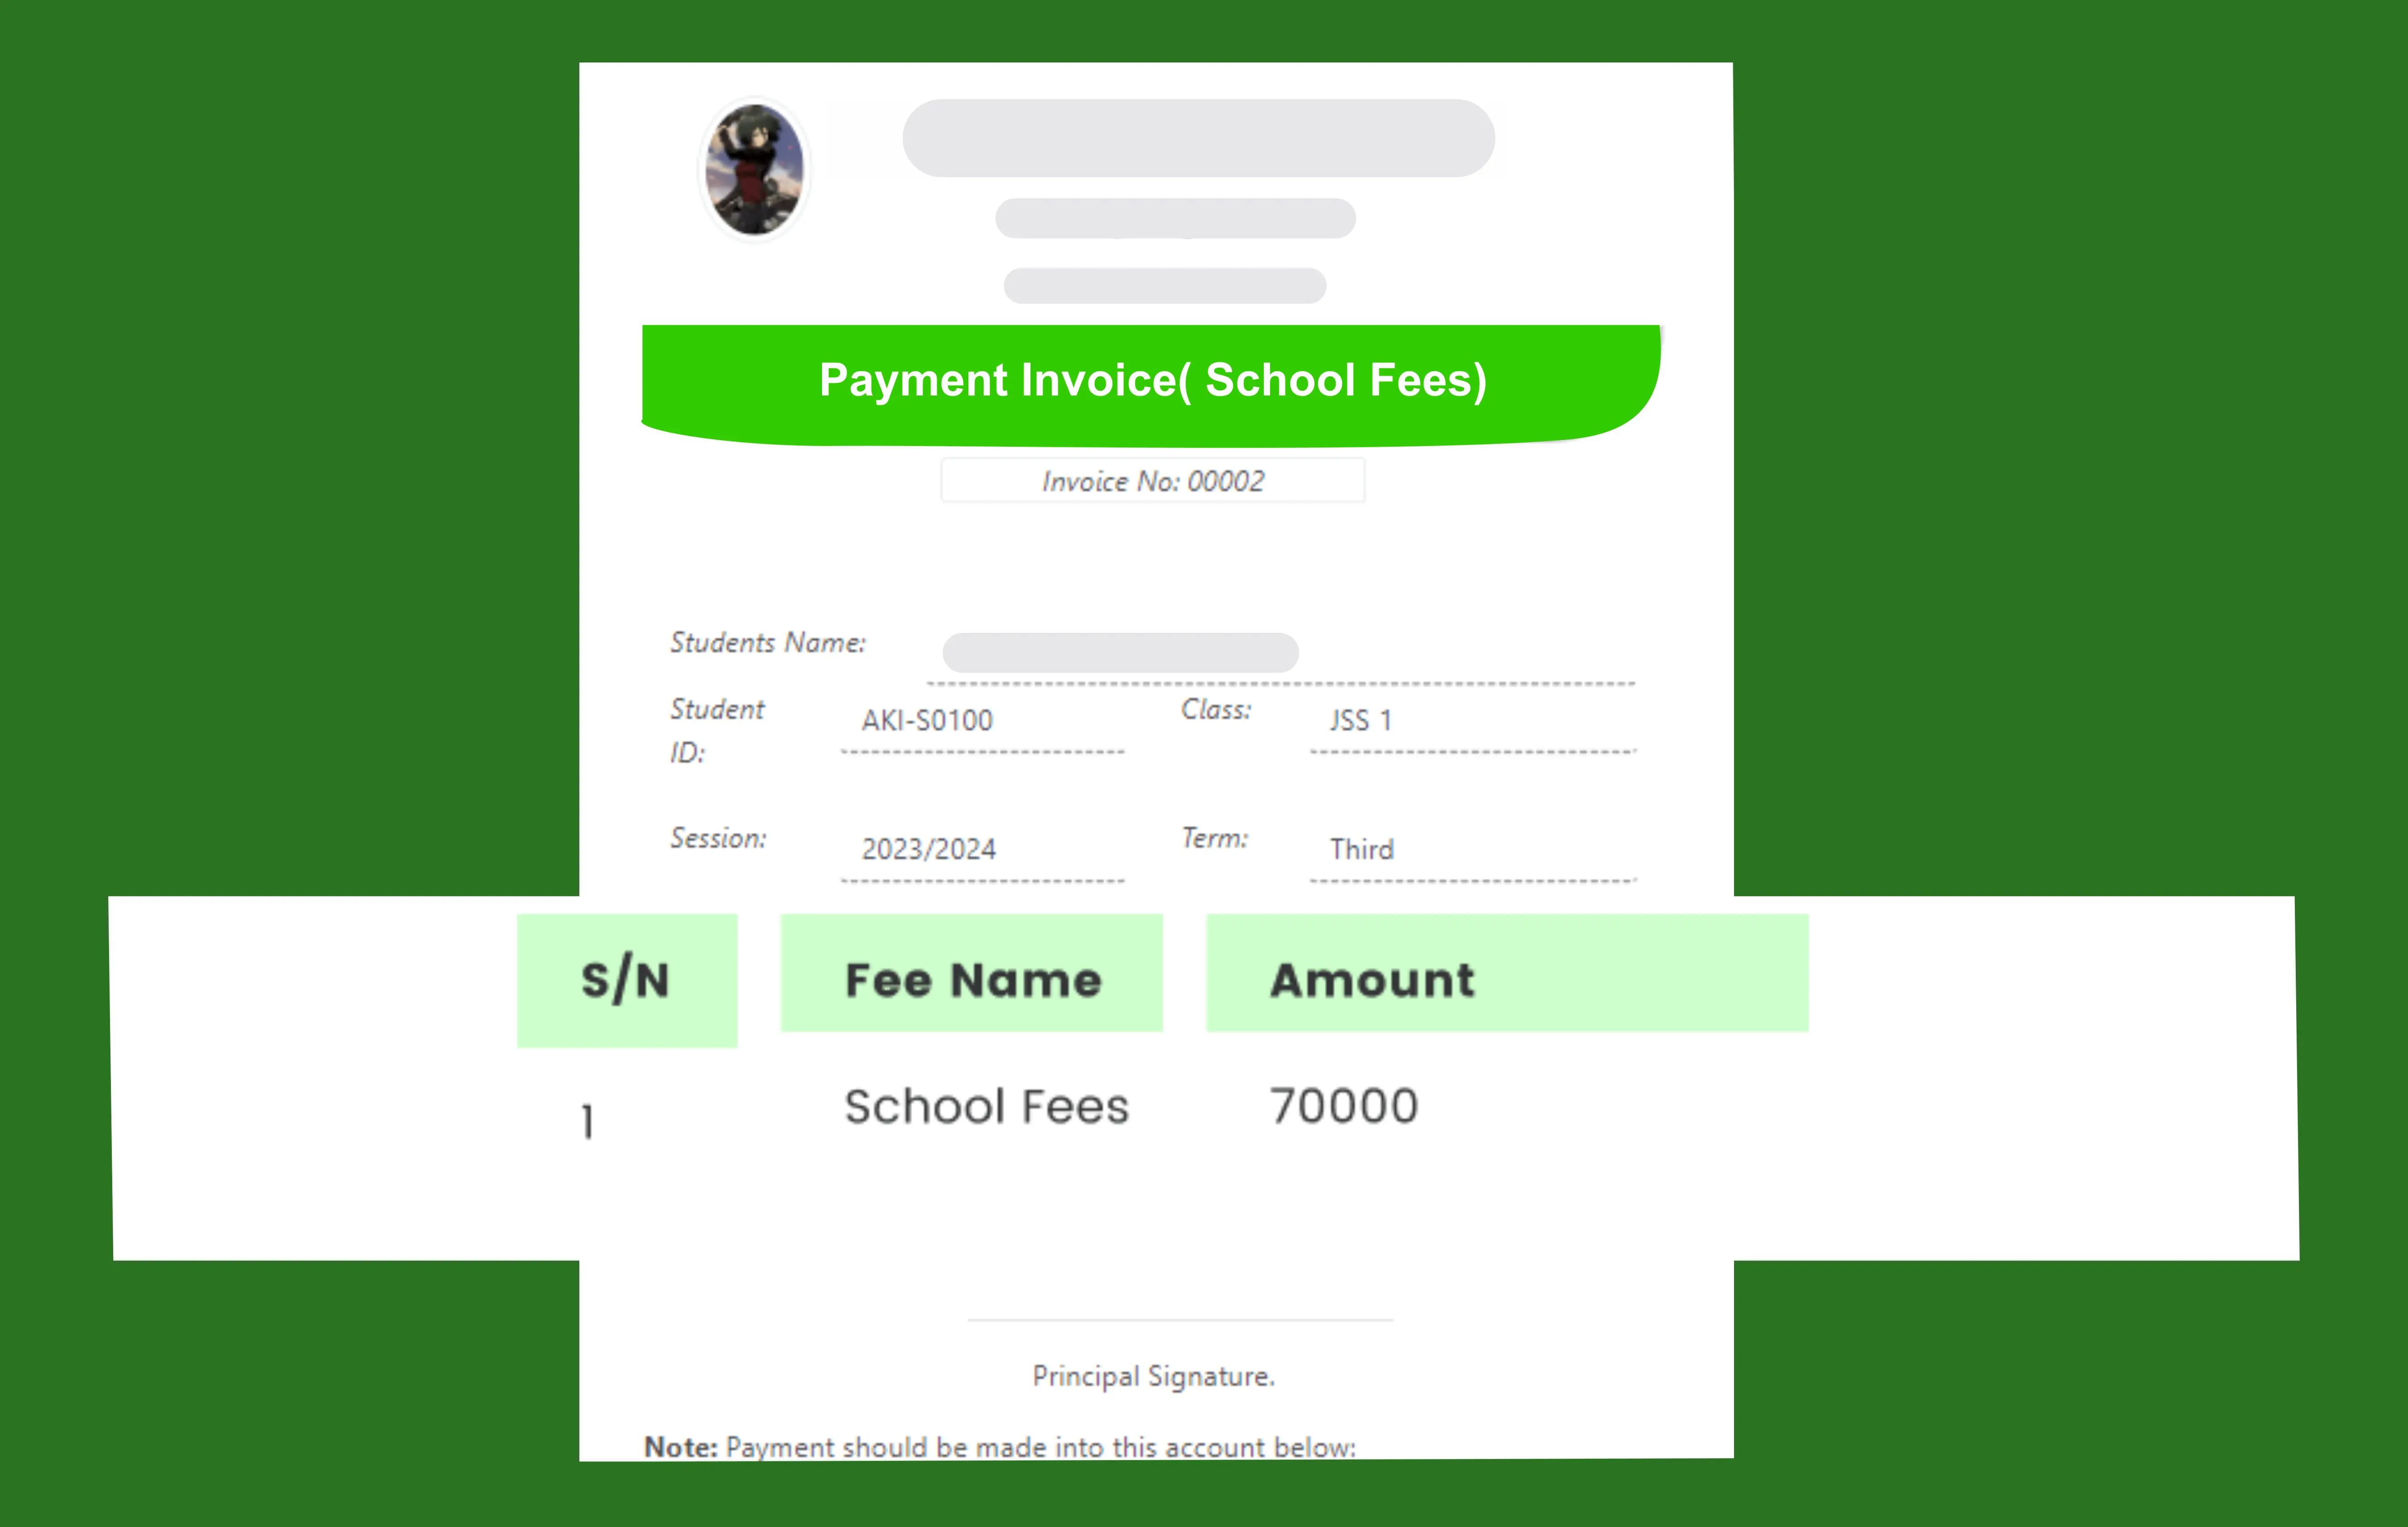 Payment Invoice( School Fees)
Invoice No: 00002
Students Name:
Student ID: AKI-S0100 Class: JSS 1
Session: 2023/2024 Term: Third
S/N Fee Name Amount
1 School Fees 70000
Principal Signature.
Note: Payment should be made into this account below: